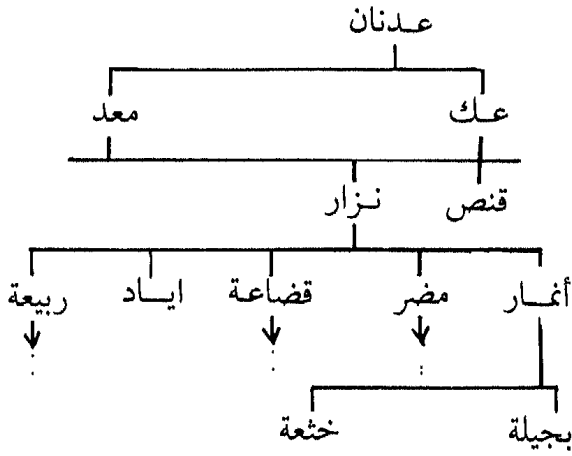 عدنان
عك معد
قنص نزار
أنمار مضر قضاعة اياد ربيعة
بجيلة خثعة